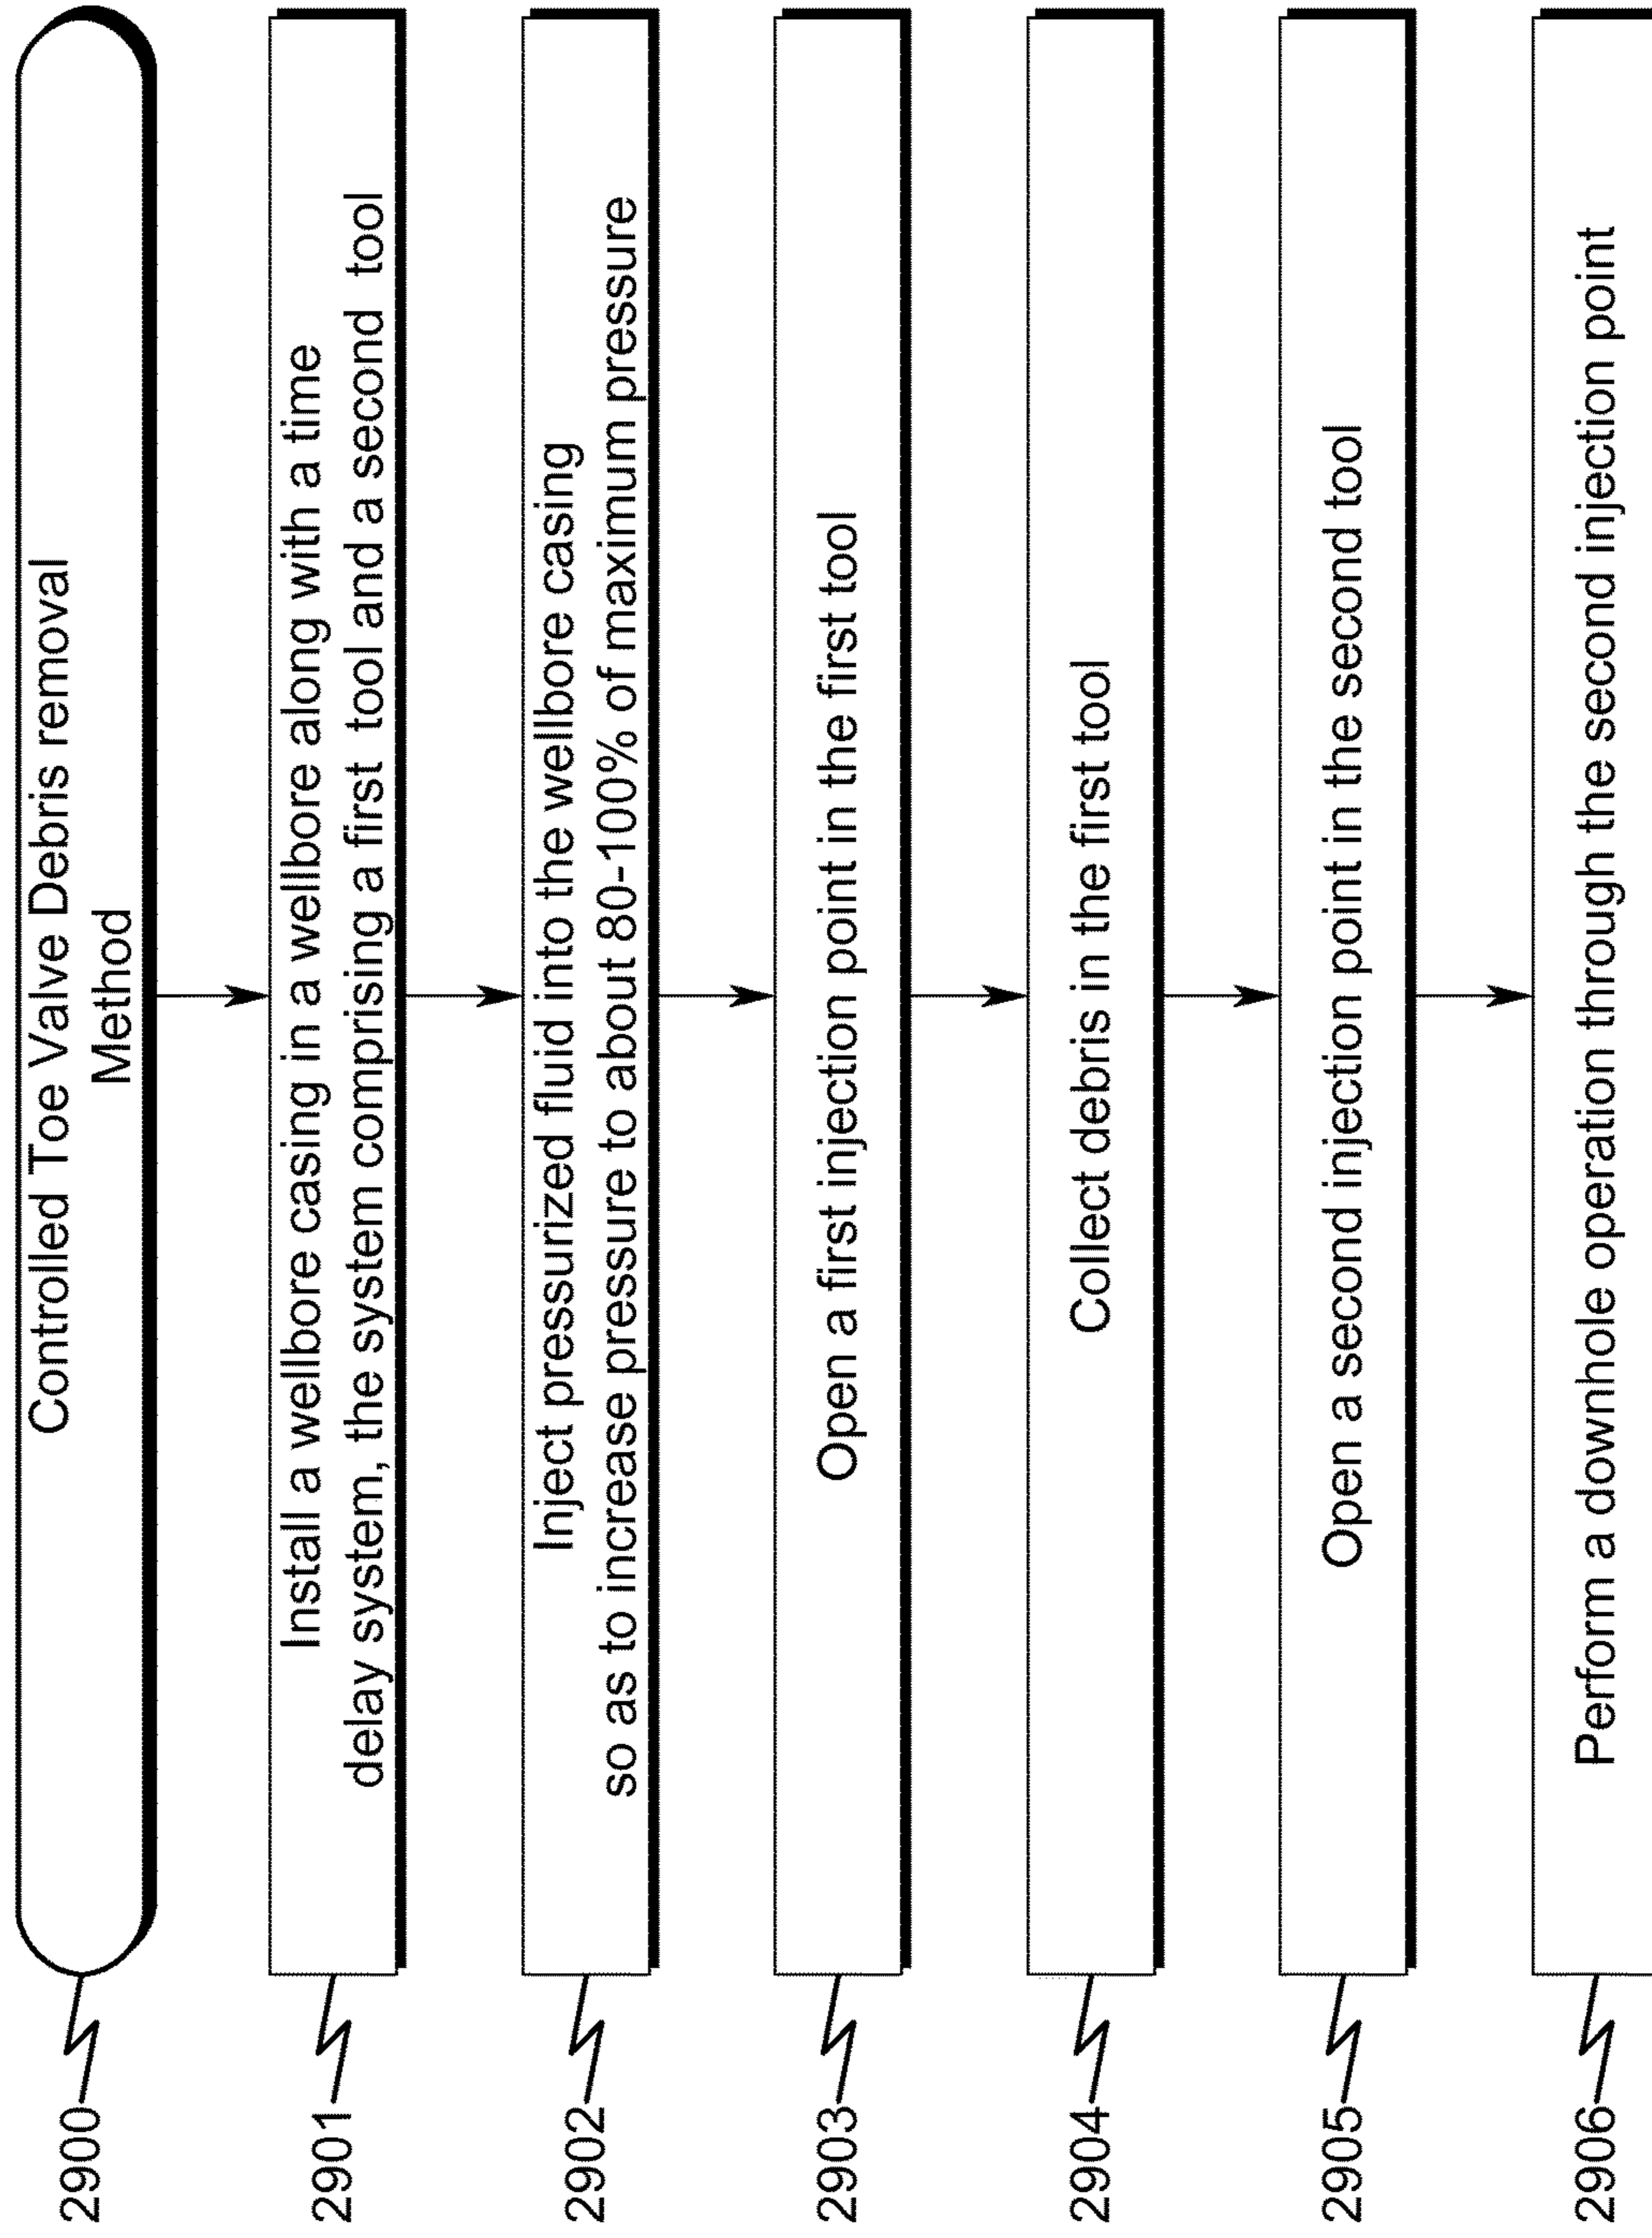 2900
Controlled Toe Valve Debris removal
Method
2901
Install a wellbore casing in a wellbore along with a time
delay system, the system comprising a first tool and a second tool
2902
Inject pressurized fluid into the wellbore casing
so as to increase pressure to about 80-100% of maximum pressure
2903
Open a first injection point in the first tool
2904
Collect debris in the first tool
2905
Open a second injection point in the second tool
2906
Perform a downhole operation through the second injection point